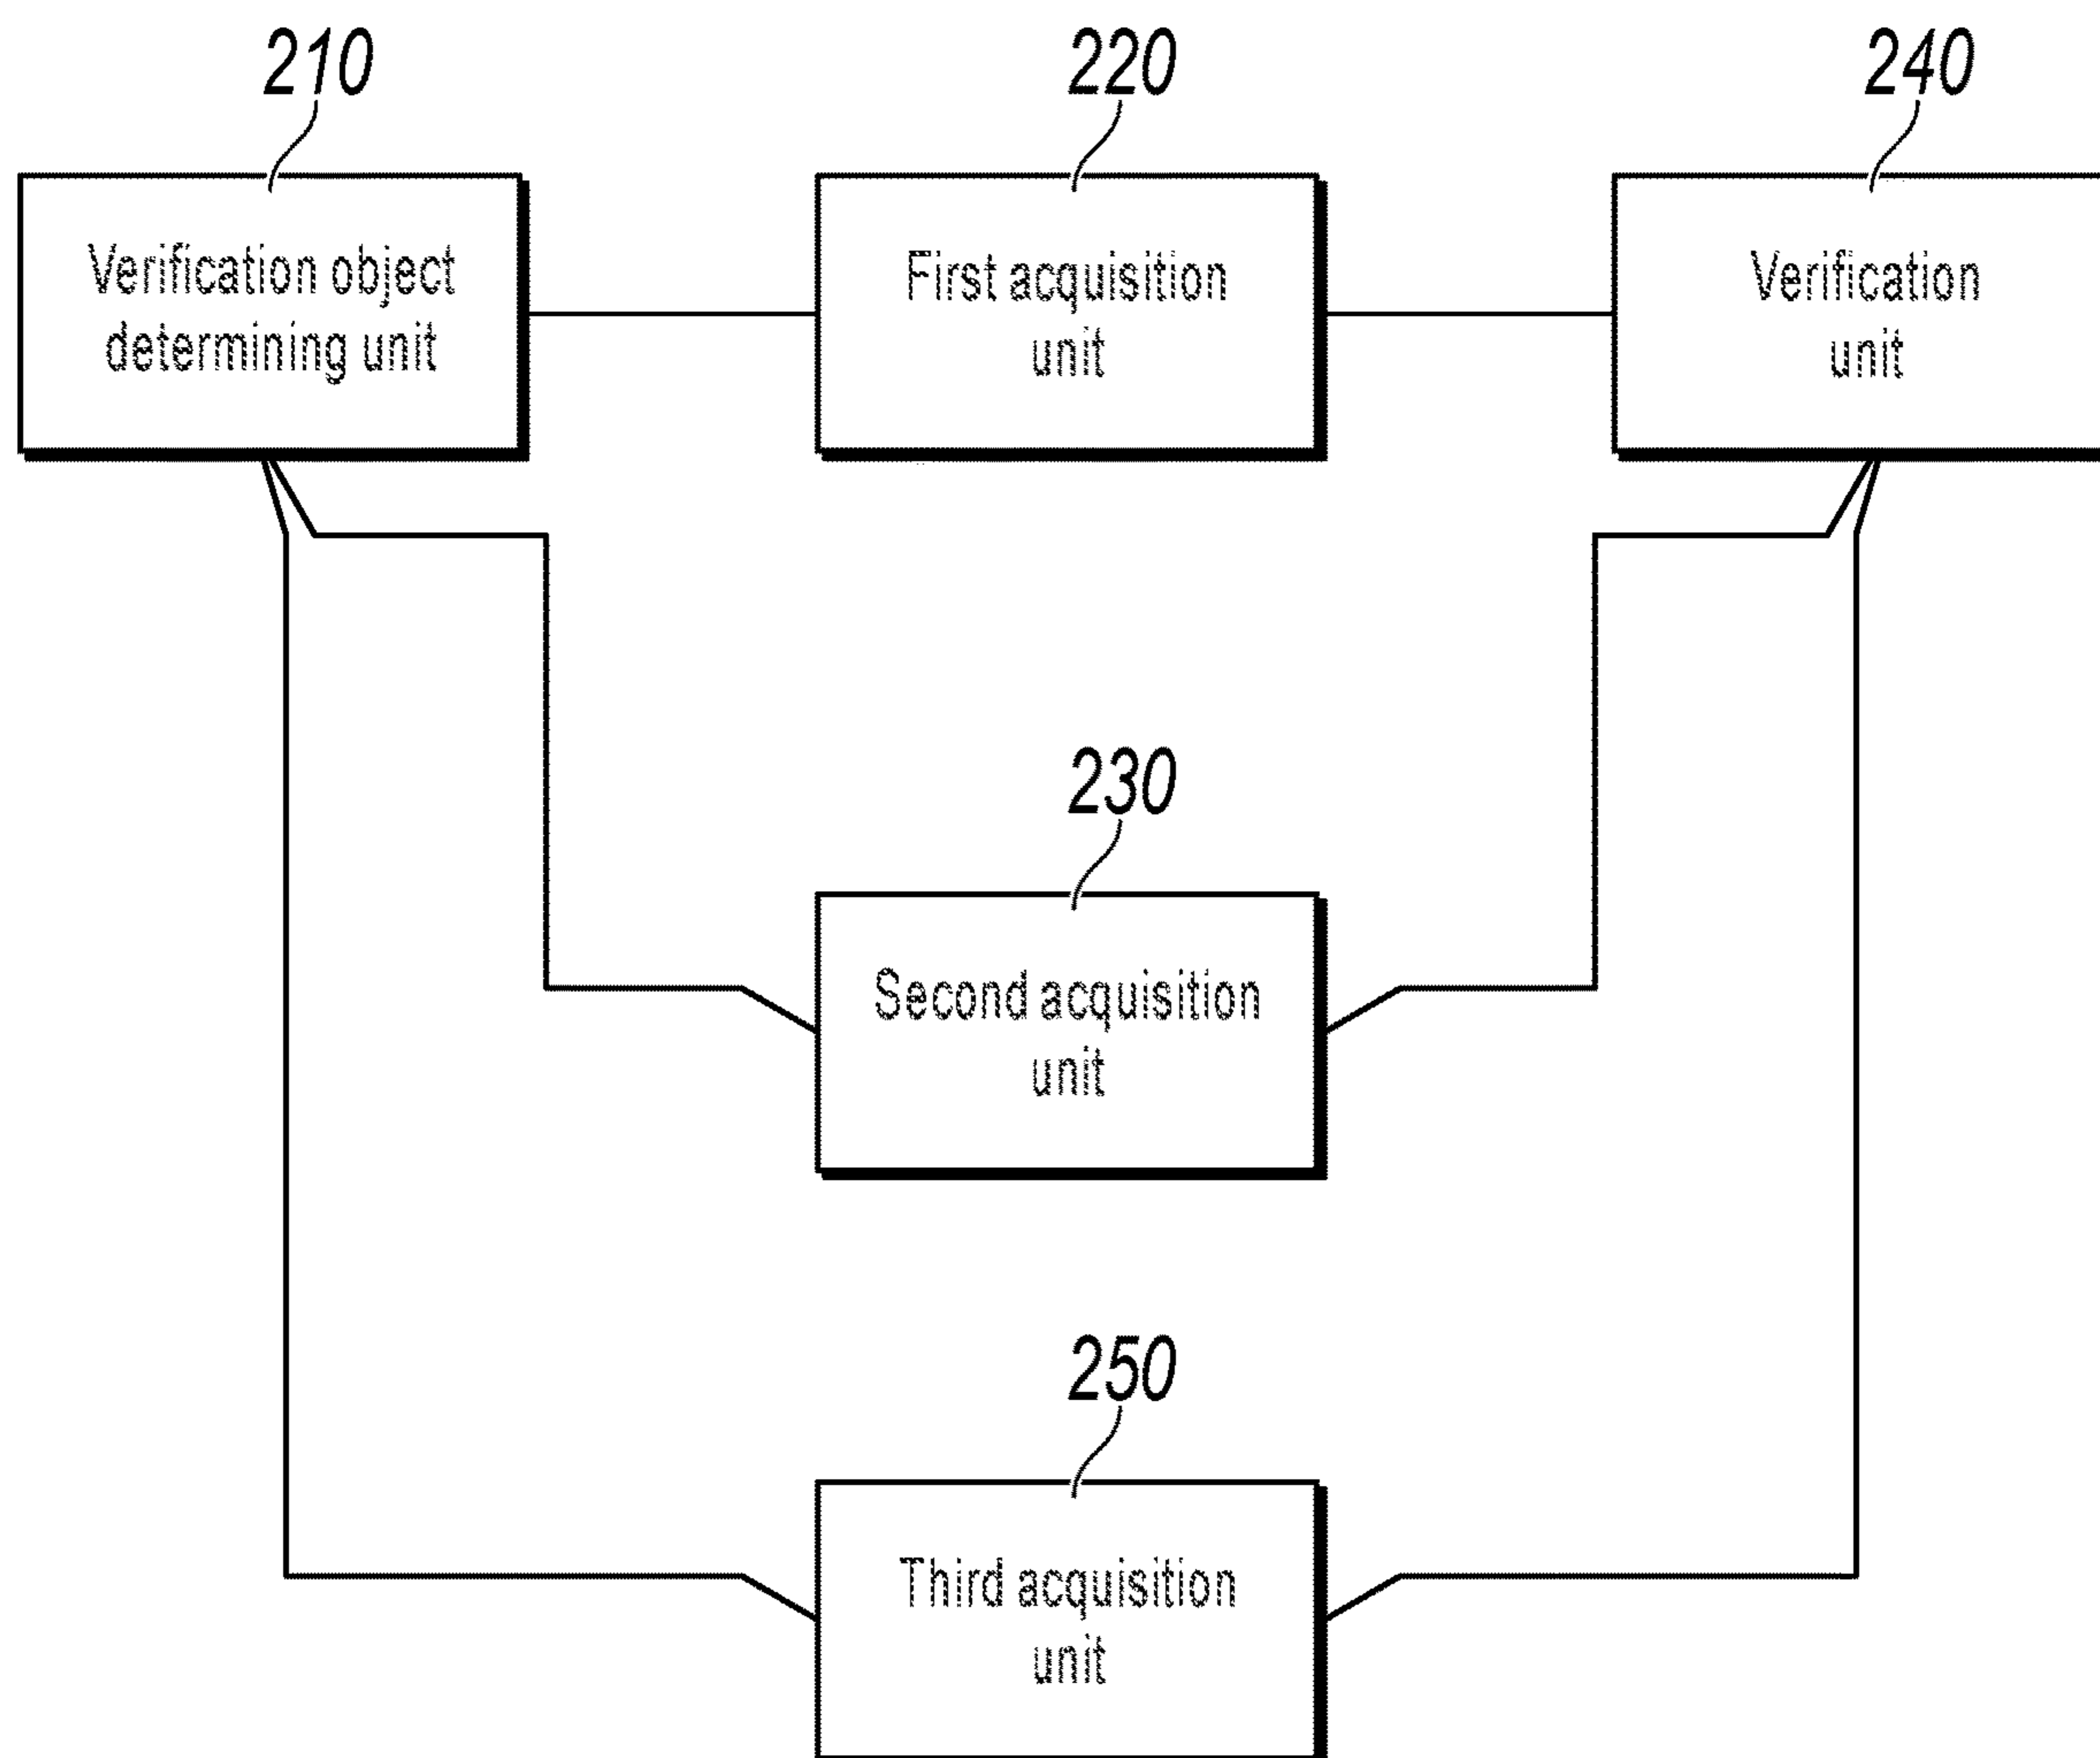 210
220
240
Verification object
determining unit
First acquisition
unit
Verification
unit
230
Second acquisition
unit
250
Third acquisition
unit